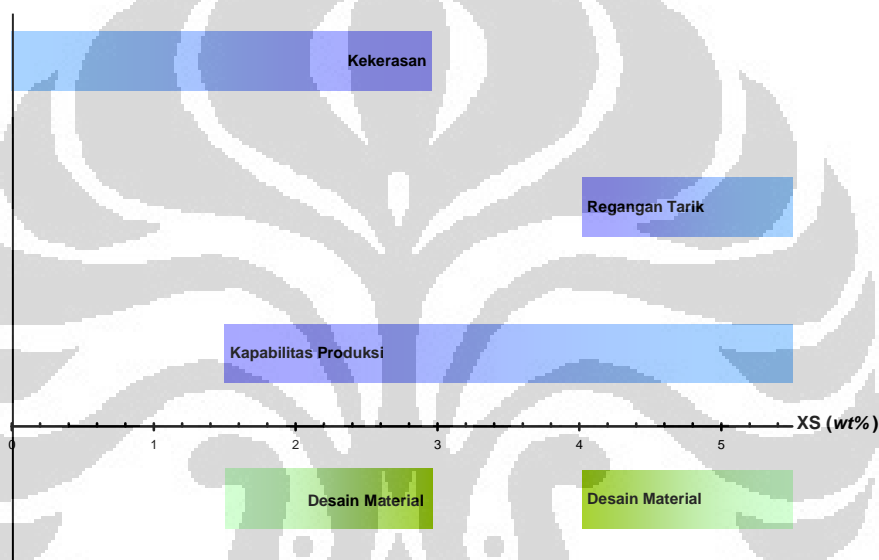 Kekerasan
Regangan Tarik
Kapabilitas Produksi
XS (wt%)
0 1 2 3 4 5
Desain Material Desain Material